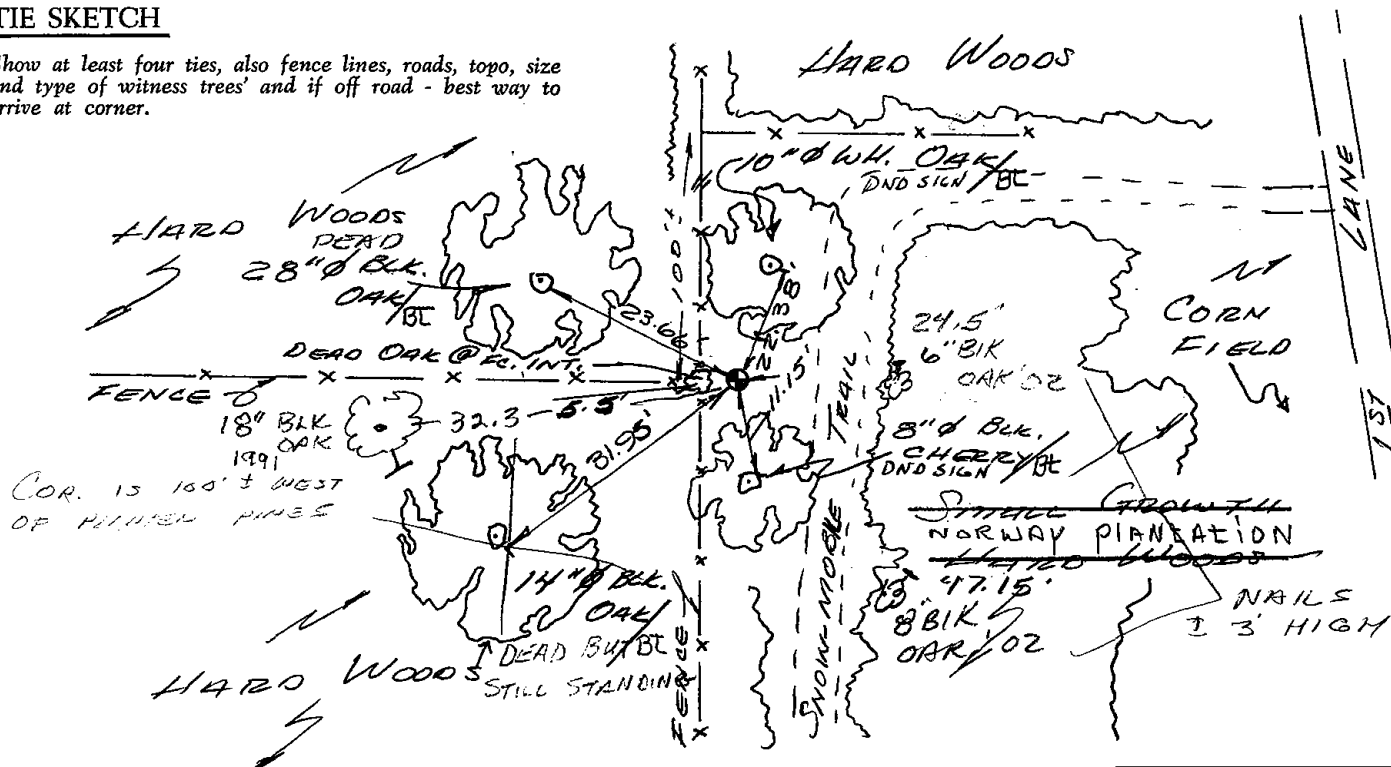 TIE SKETCH
Show at least four ties, also fence lines, roads, topo, size
and type of witness trees' and if off road - best way to
arrive at corner.
HARD WOODS
10"Ø WH. OAK/BT
DND SIGN
LANE
1ST
HARD WOODS
DEAD
28"Ø BLK.
OAK/BT
23.66'
100'±
22.38'
CORN
FIELD
24.5'
6" BlK
OAK '02
DEAD OAK @ FC. INT.
FENCE
18" BLK
OAK
1991
32.3
5.5'
31.95'
11.15'
8"Ø BLK.
CHERRY/BT
DND SIGN
SNOWMOBILE TRAIL
COR. IS 100'± WEST
OF PINES
SMALL GROWTH
NORWAY PLANTATION
HARD WOODS
14"Ø BLK.
OAK/BT
DEAD BUT
STILL STANDING
47.15'
8" BlK
OAK '02
NAILS
± 3' HIGH
HARD WOODS
FENCE